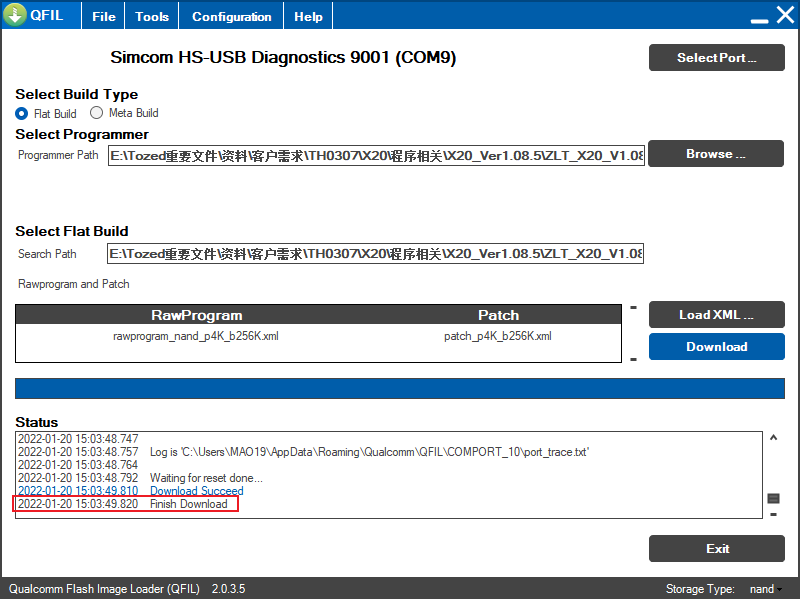 QFIL File Tools Configuration Help
Simcom HS-USB Diagnostics 9001 (COM9)
Select Port ...
Select Build Type
Flat Build Meta Build
Select Programmer
Programmer Path E:\Tozed重要文件\资料\客户需求\TH0307\X20\程序相关\X20_Ver1.08.5\ZLT_X20_V1.08 Browse ...
Select Flat Build
Search Path E:\Tozed重要文件\资料\客户需求\TH0307\X20\程序相关\X20_Ver1.08.5\ZLT_X20_V1.08
Rawprogram and Patch
RawProgram Patch
Load XML ...
rawprogram_nand_p4K_b256K.xml patch_p4K_b256K.xml
Download
Status
2022-01-20 15:03:48.747
2022-01-20 15:03:48.757 Log is 'C:\Users\MAO19\AppData\Roaming\Qualcomm\QFIL\COMPORT_10\port_trace.txt'
2022-01-20 15:03:48.764
2022-01-20 15:03:48.792 Waiting for reset done...
2022-01-20 15:03:49.810 Download Succeed
2022-01-20 15:03:49.820 Finish Download
Exit
Qualcomm Flash Image Loader (QFIL) 2.0.3.5 Storage Type: nand